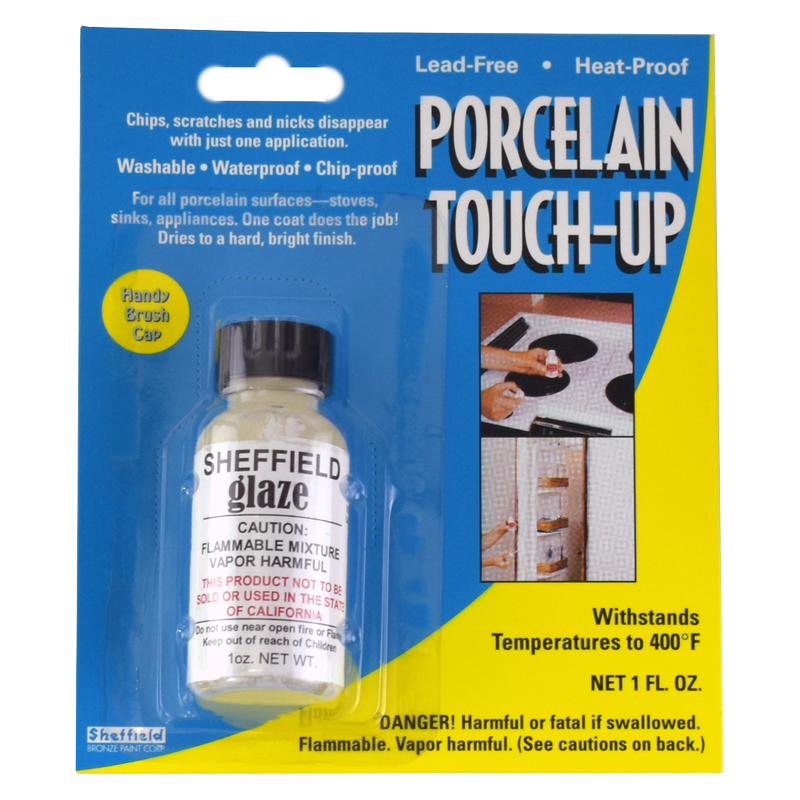 Lead-Free • Heat-Proof
PORCELAIN
TOUCH-UP
Chips, scratches and nicks disappear
with just one application.
Washable • Waterproof • Chip-proof
For all porcelain surfaces—stoves,
sinks, appliances. One coat does the job!
Dries to a hard, bright finish.
Handy
Brush
Cap
SHEFFIELD
glaze
CAUTION:
FLAMMABLE MIXTURE
VAPOR HARMFUL
THIS PRODUCT NOT TO BE
SOLD OR USED IN THE STATE
OF CALIFORNIA
Do not use near open fire or Flame
Keep out of reach of Children
1oz. NET WT.
Withstands
Temperatures to 400°F
NET 1 FL. OZ.
DANGER! Harmful or fatal if swallowed.
Flammable. Vapor harmful. (See cautions on back.)
Sheffield
BRONZE PAINT CORP.